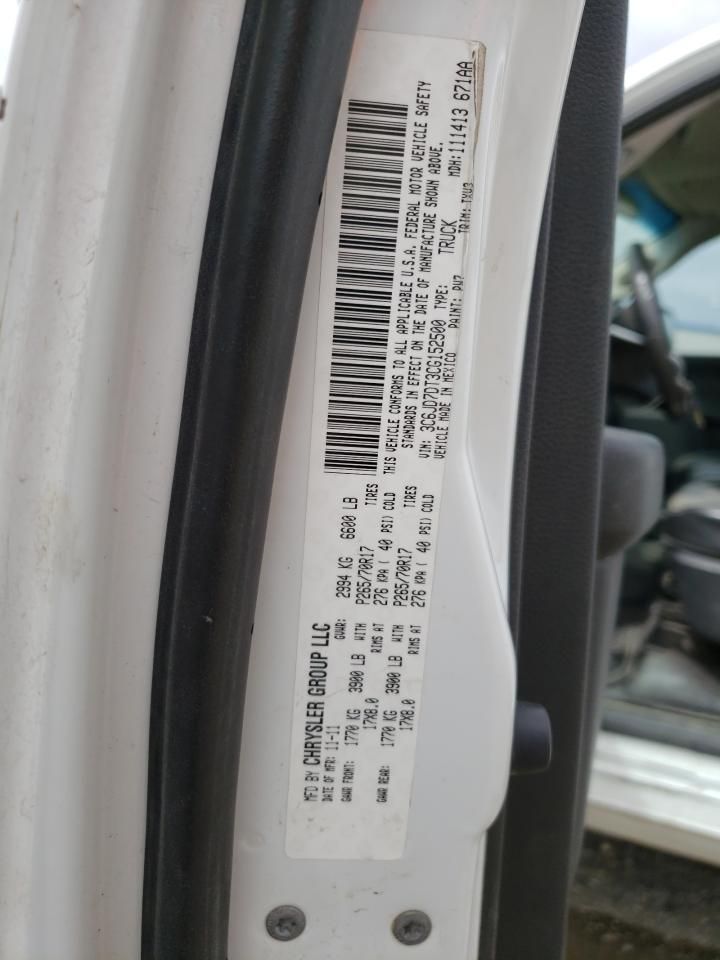 MFD BY CHRYSLER GROUP LLC
DATE OF MFR: 11-11 GVWR: 2994 KG 6600 LB
GAWR FRONT: 1770 KG 3900 LB WITH P265/70R17 TIRES
17X8.0 RIMS AT 276 KPA ( 40 PSI) COLD
GAWR REAR: 1770 KG 3900 LB WITH P265/70R17 TIRES
17X8.0 RIMS AT 276 KPA ( 40 PSI) COLD
THIS VEHICLE CONFORMS TO ALL APPLICABLE U.S.A. FEDERAL MOTOR VEHICLE SAFETY
STANDARDS IN EFFECT ON THE DATE OF MANUFACTURE SHOWN ABOVE.
VIN: 3C6JD7DT3CG152500 TYPE: TRUCK MDH:111413 671AA
VEHICLE MADE IN MEXICO PAINT: PW7 TRIM: TXV3